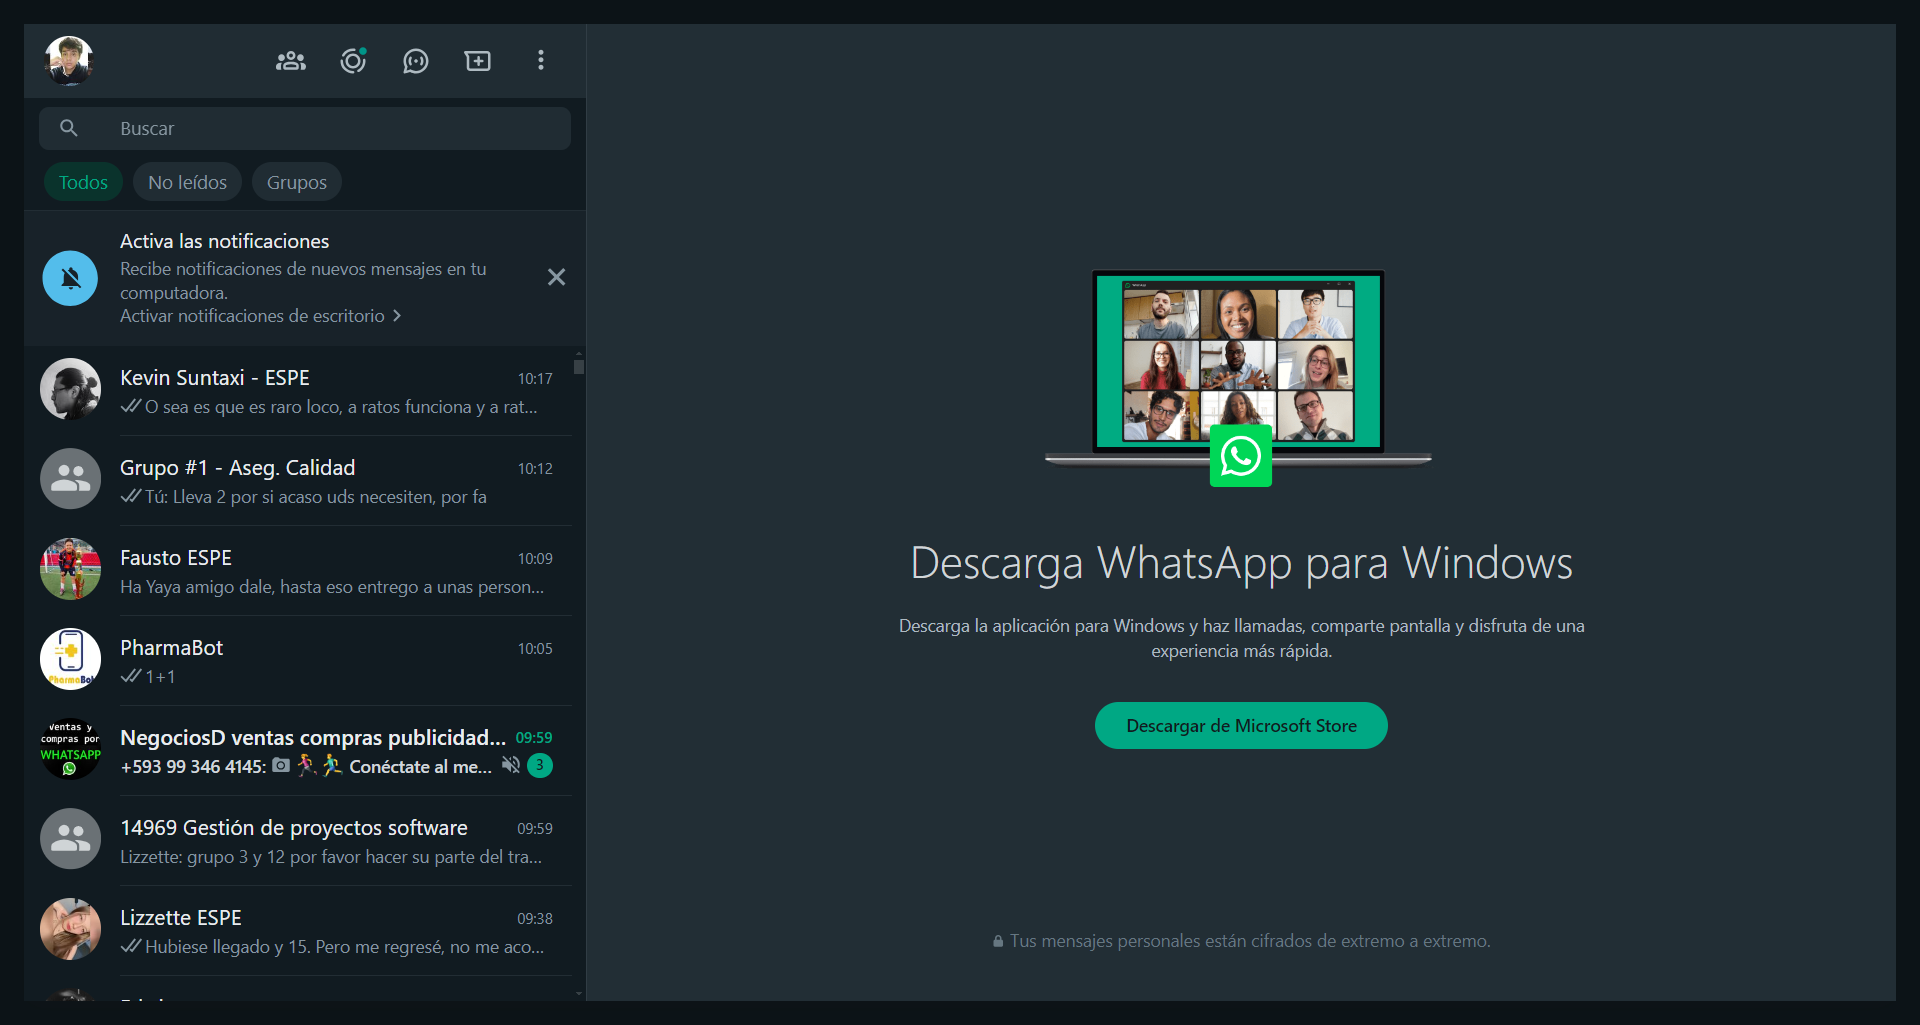 Buscar
Todos
No leídos
Grupos
Activa las notificaciones
Recibe notificaciones de nuevos mensajes en tu
computadora.
Activar notificaciones de escritorio
Kevin Suntaxi - ESPE
10:17
O sea es que es raro loco, a ratos funciona y a rat...
Grupo #1 - Aseg. Calidad
10:12
Tú: Lleva 2 por si acaso uds necesiten, por fa
Fausto ESPE
10:09
Ha Yaya amigo dale, hasta eso entrego a unas person...
PharmaBot
10:05
1+1
PharmaBot
Ventas y
compras por
WHATSAPP
NegociosD ventas compras publicidad...
09:59
+593 99 346 4145: 📷 🏃‍♀️🏃‍♂️ Conéctate al me...
3
14969 Gestión de proyectos software
09:59
Lizzette: grupo 3 y 12 por favor hacer su parte del tra...
Lizzette ESPE
09:38
Hubiese llegado y 15. Pero me regresé, no me aco...
Descarga WhatsApp para Windows
Descarga la aplicación para Windows y haz llamadas, comparte pantalla y disfruta de una
experiencia más rápida.
Descargar de Microsoft Store
Tus mensajes personales están cifrados de extremo a extremo.